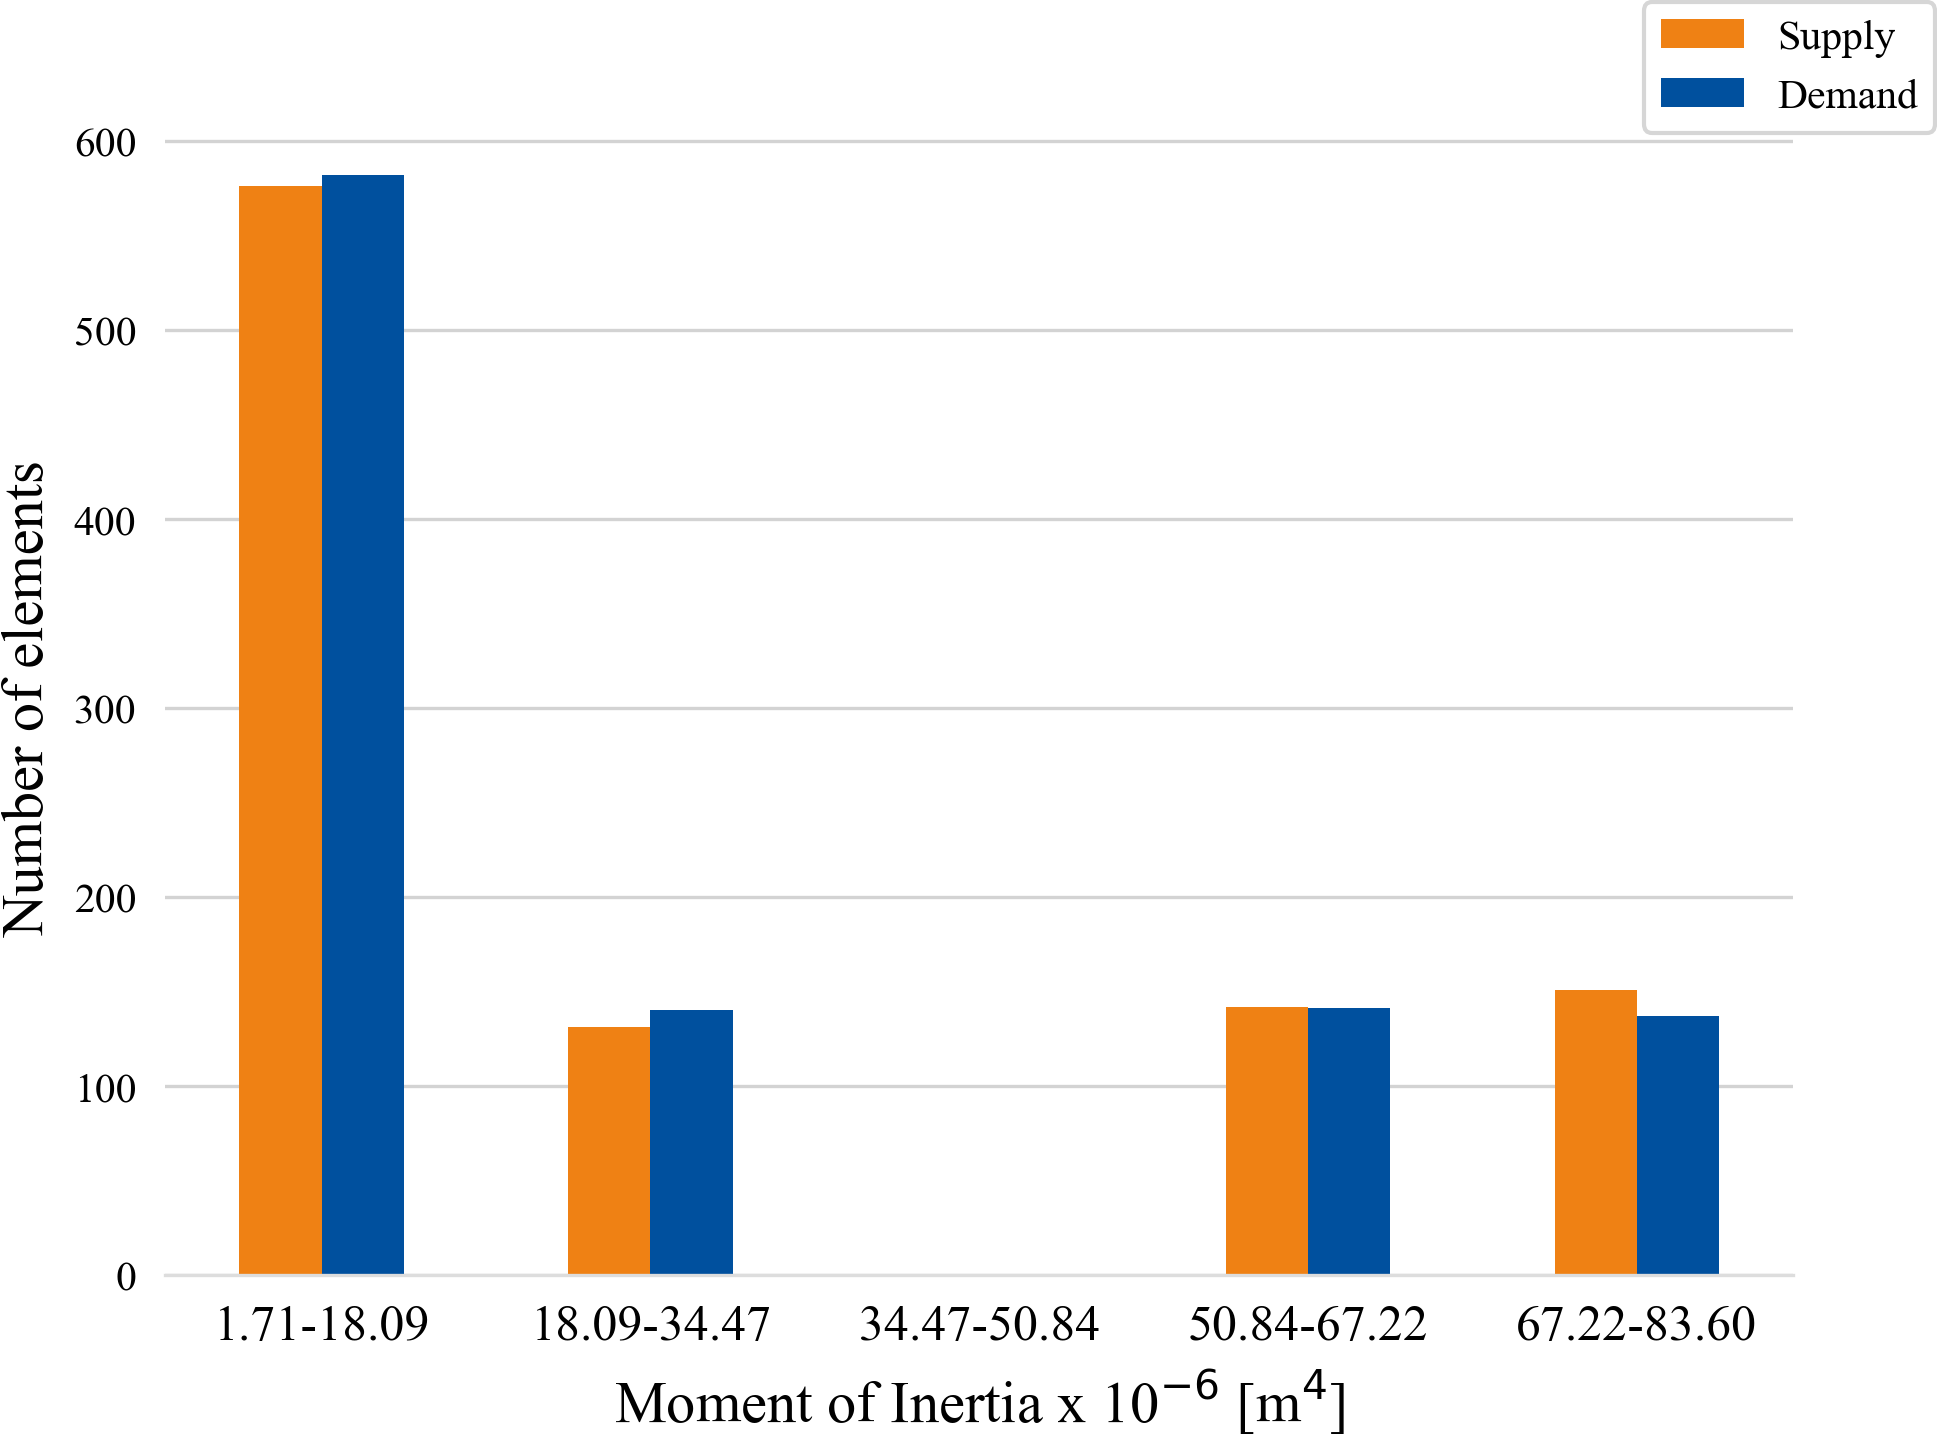 Supply
Demand
600
500
400
300
200
100
0
Number of elements
1.71-18.09 18.09-34.47 34.47-50.84 50.84-67.22 67.22-83.60
Moment of Inertia x 10⁻⁶ [m⁴]